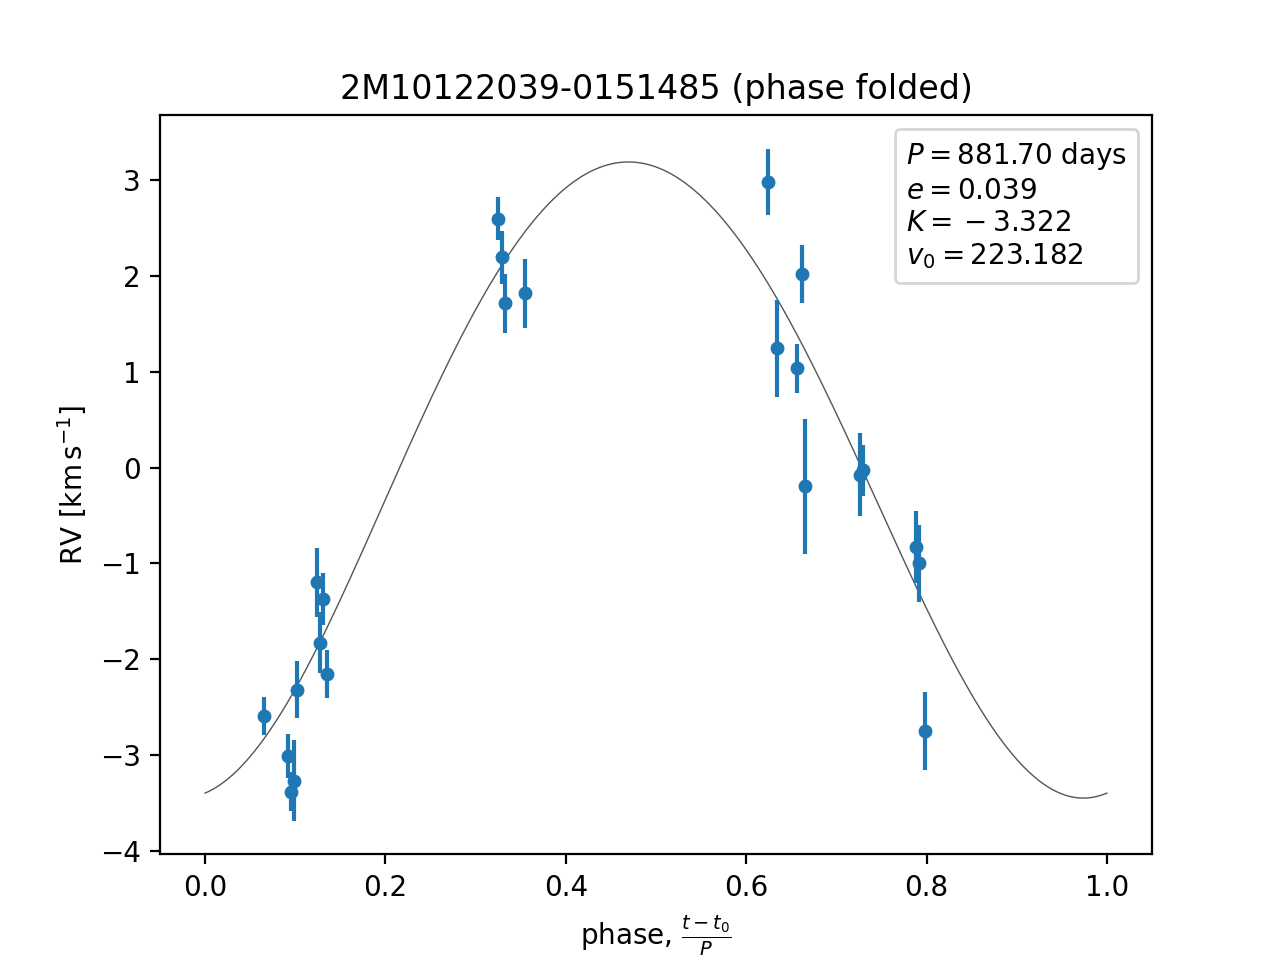 2M10122039-0151485 (phase folded)
P = 881.70 days
e = 0.039
K = −3.322
v₀ = 223.182
3
2
1
0
−1
−2
−3
−4
RV [km s⁻¹]
0.0 0.2 0.4 0.6 0.8 1.0
phase, (t − t₀)/P